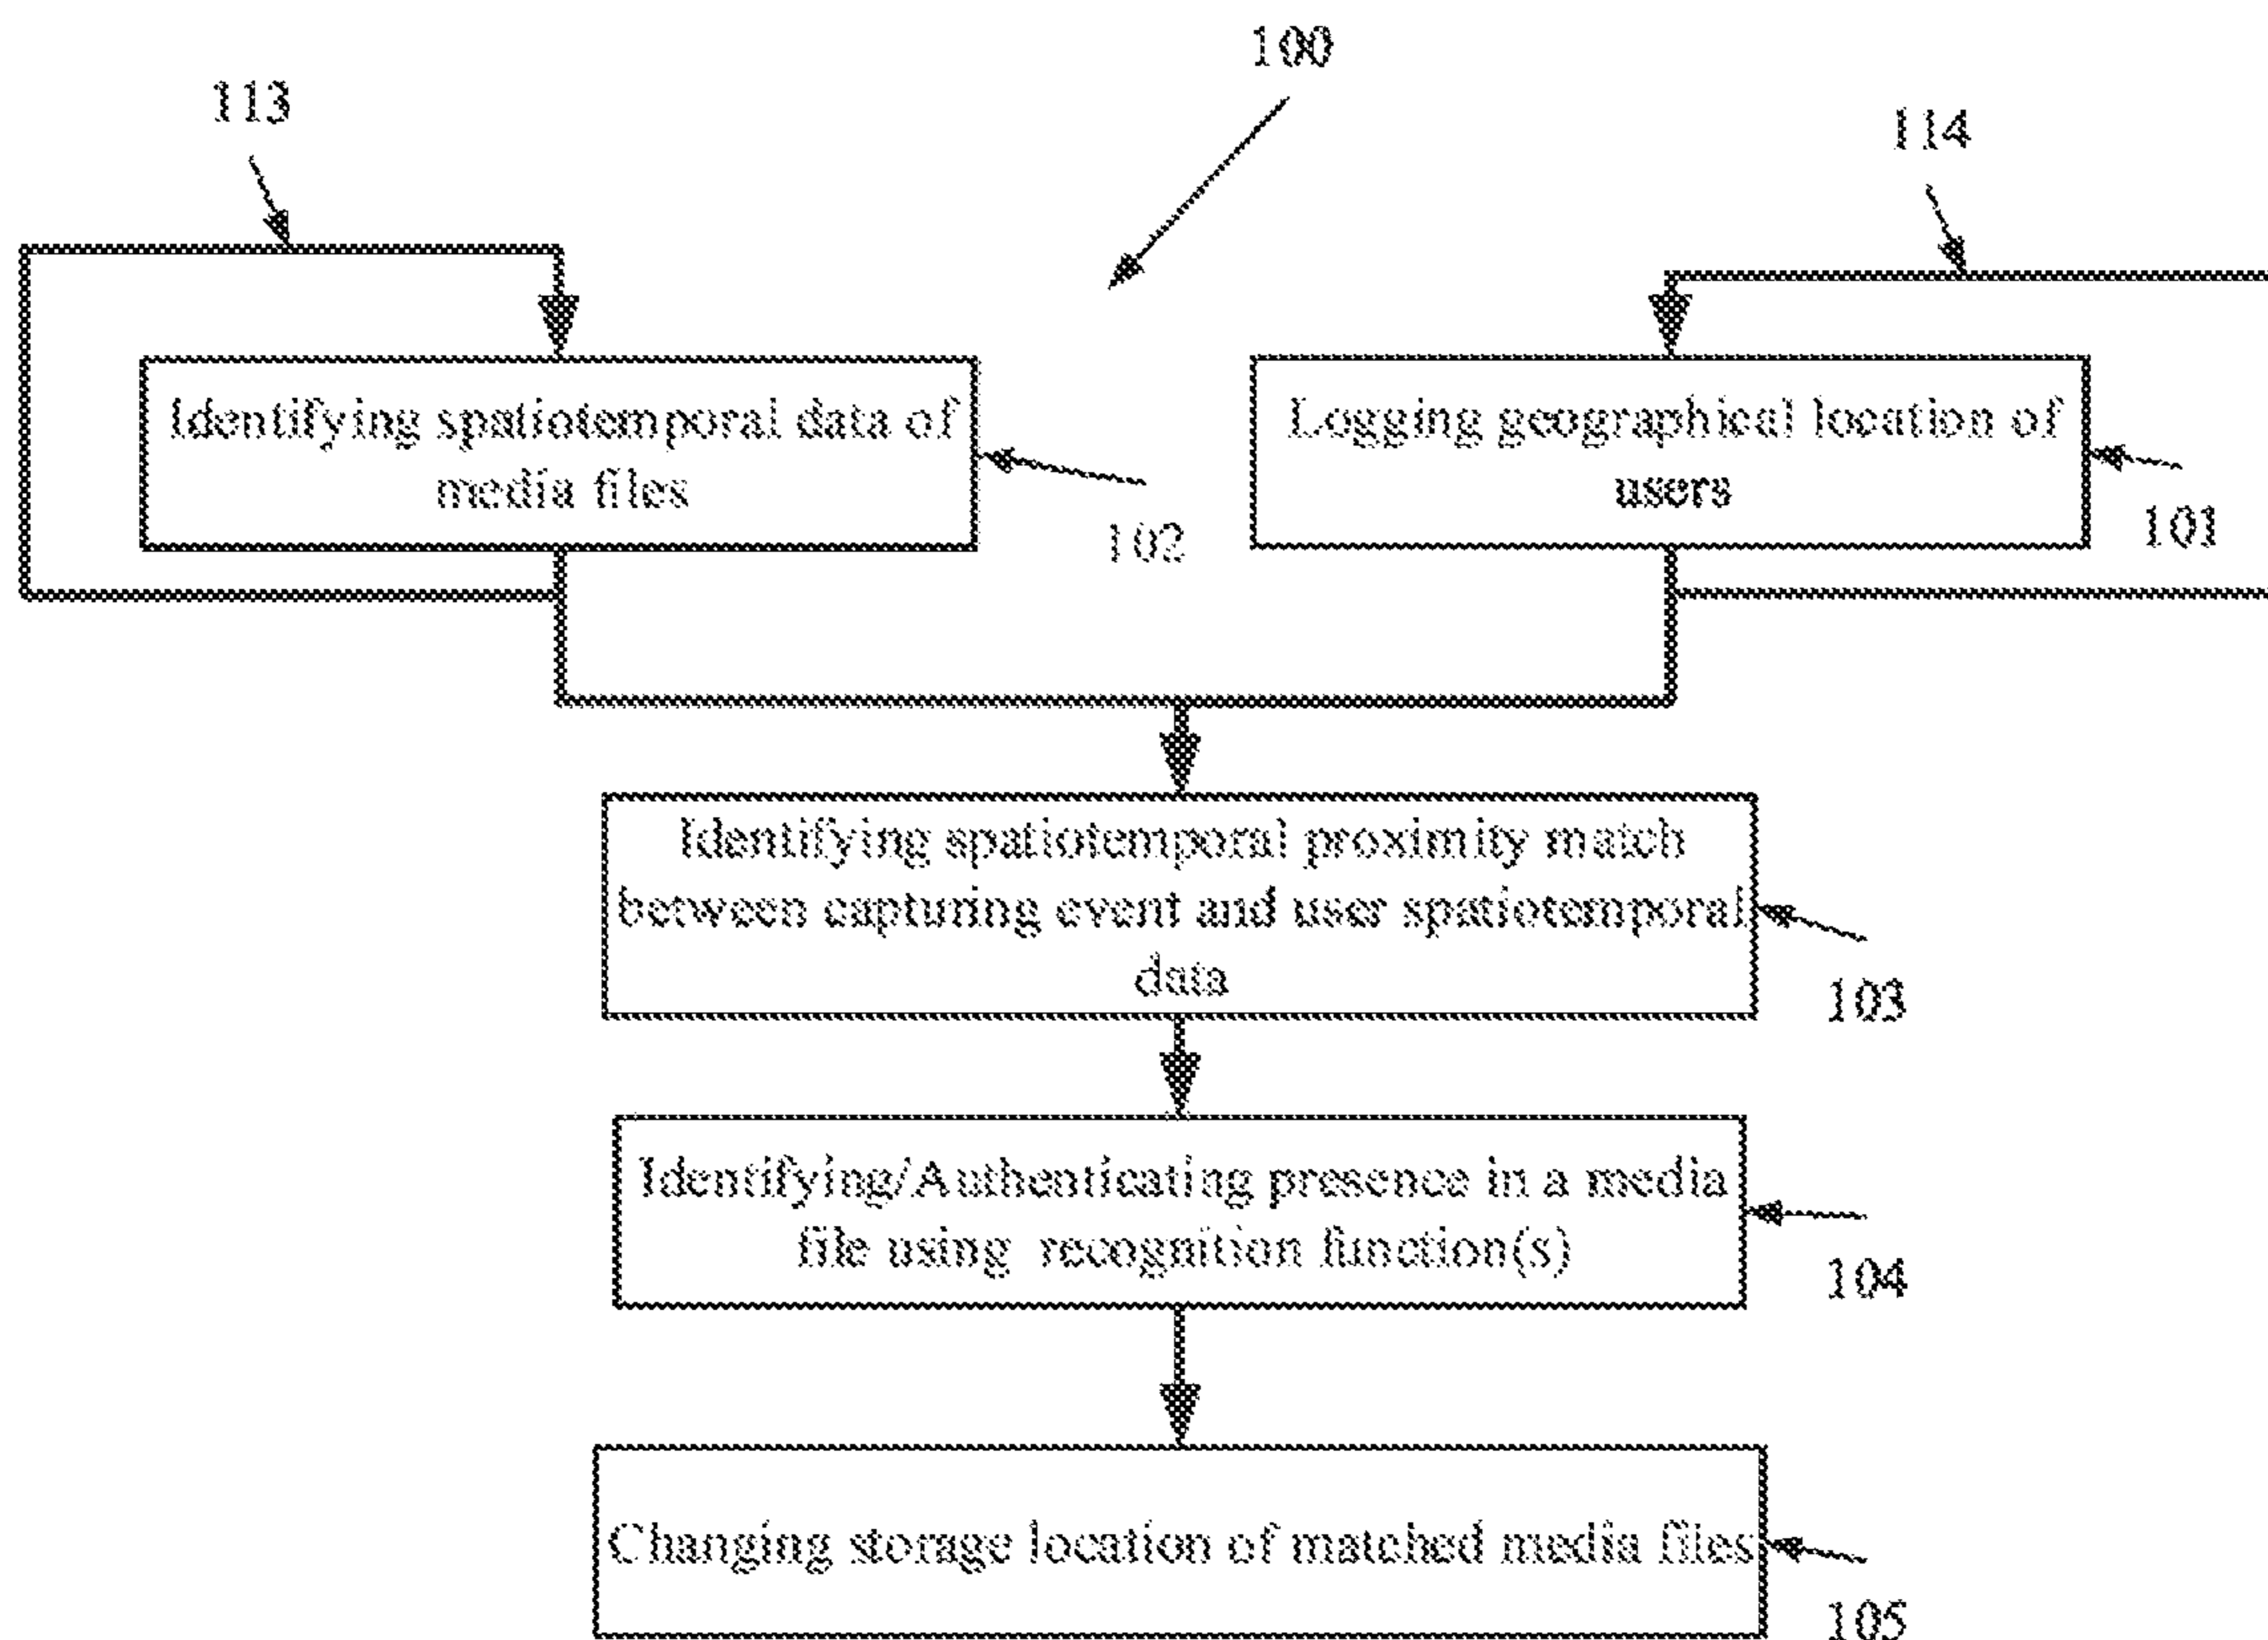 100
113
114
Identifying spatiotemporal data of
media files
102
Logging geographical location of
users
101
Identifying spatiotemporal proximity match
between capturing event and user spatiotemporal
data
103
Identifying/Authenticating presence in a media
file using recognition function(s)
104
Changing storage location of matched media files
105